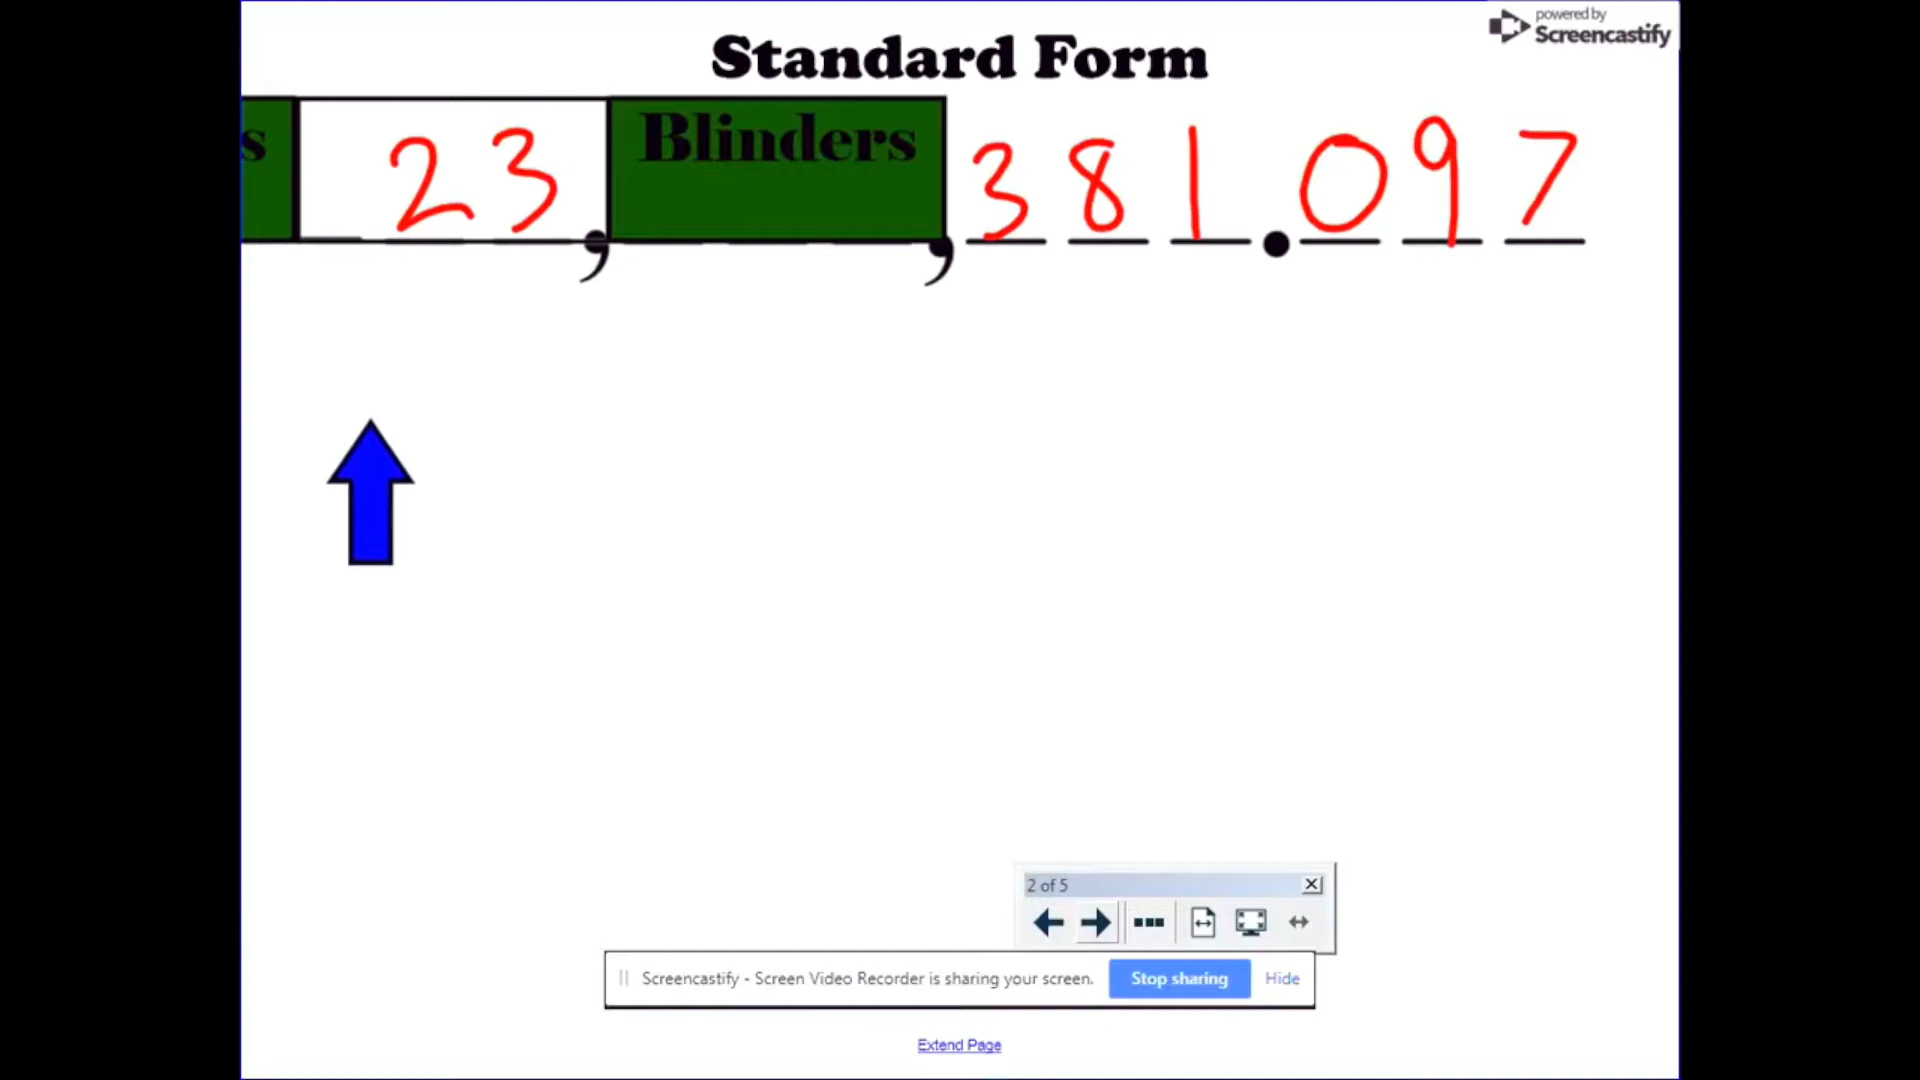 powered by
Screencastify
Standard Form
s 23, Blinders, 381.097
2 of 5
Screencastify - Screen Video Recorder is sharing your screen. Stop sharing Hide
Extend Page